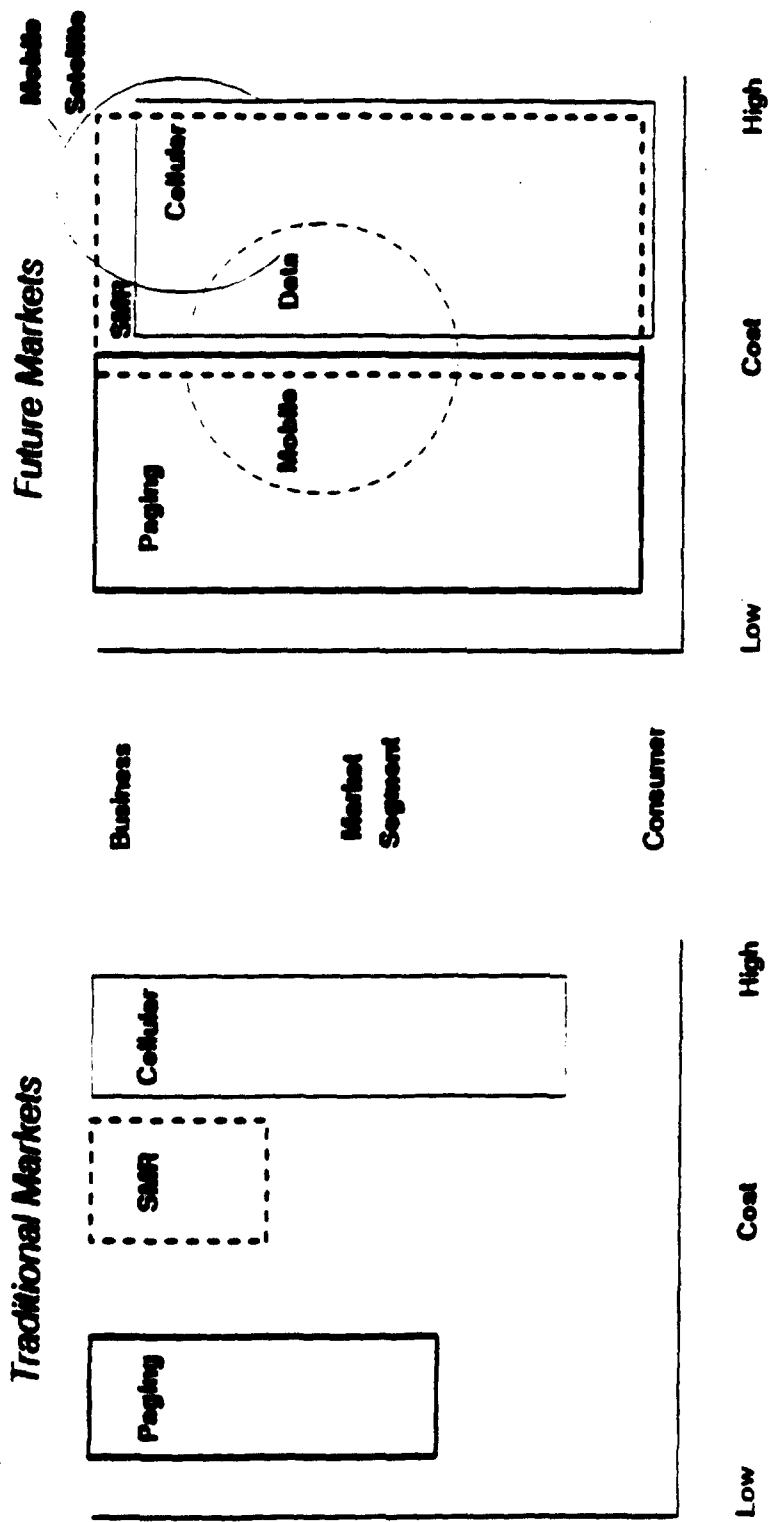 Traditional Markets
Paging
SMR
Cellular
Low
Cost
High
Business
Market
Segment
Consumer
Future Markets
Mobile
Satellite
Paging
SMR
Cellular
Mobile
Data
Low
Cost
High